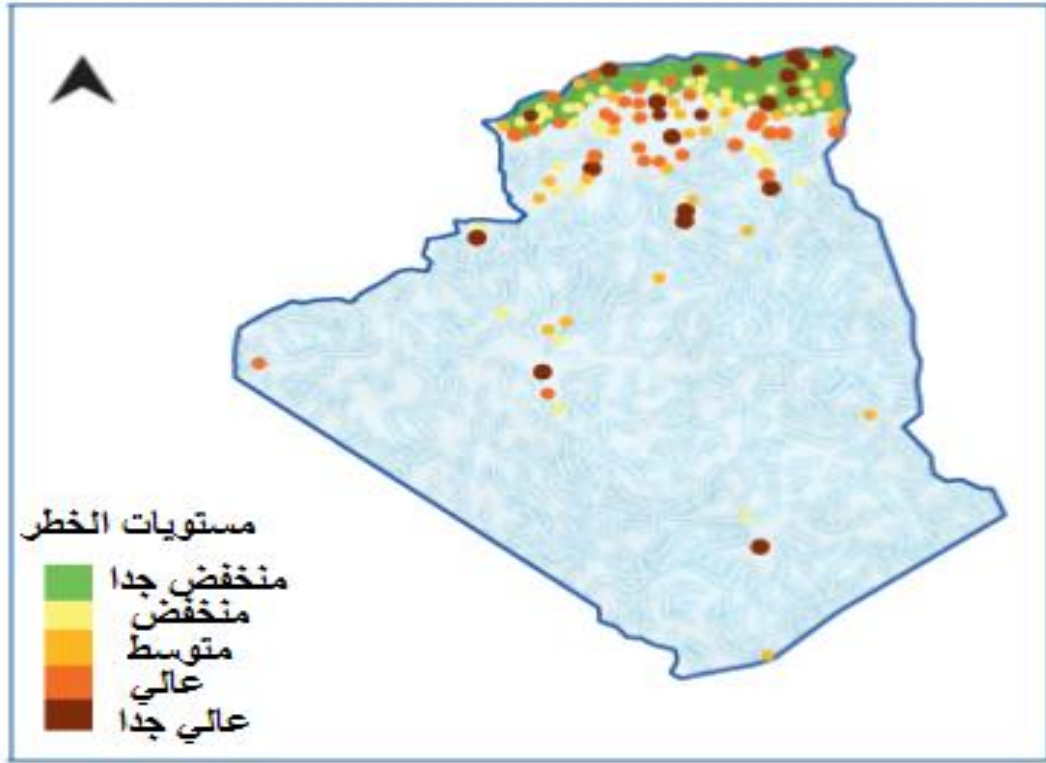 مستويات الخطر
منخفض جدا
منخفض
متوسط
عالي
عالي جدا